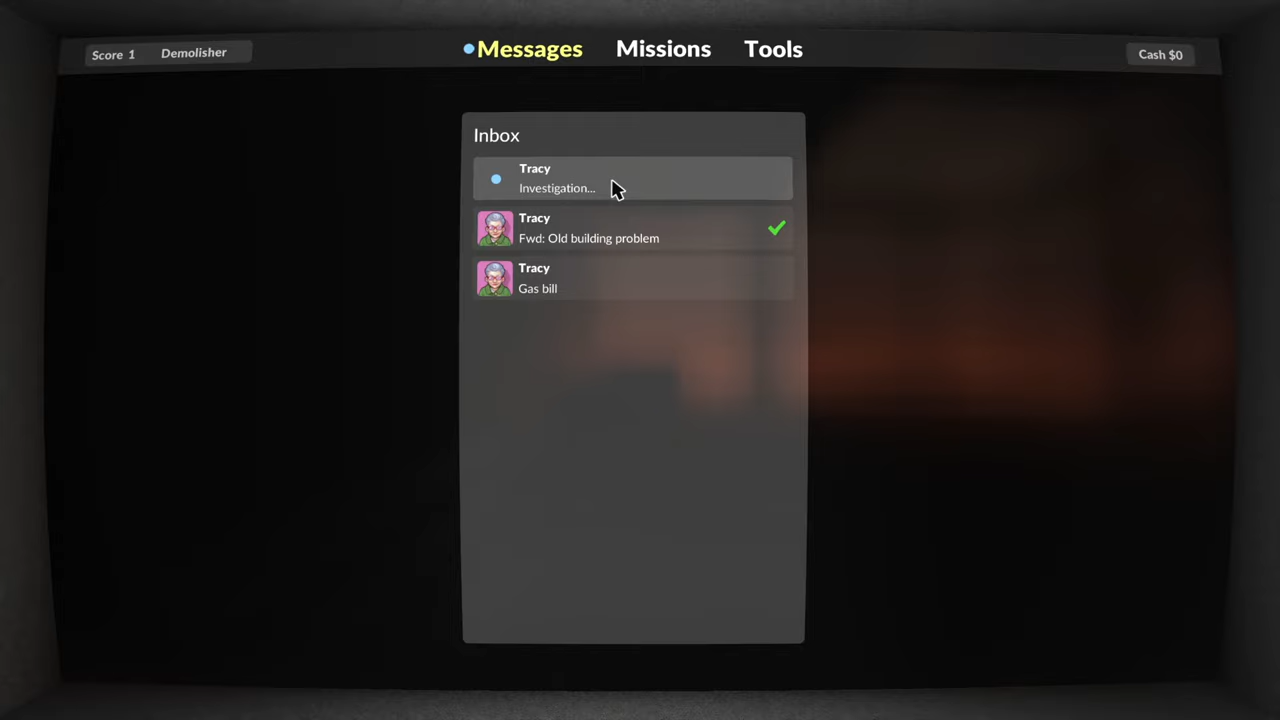 Score 1 Demolisher
Messages Missions Tools
Cash $0
Inbox
Tracy
Investigation...
Tracy
Fwd: Old building problem
Tracy
Gas bill